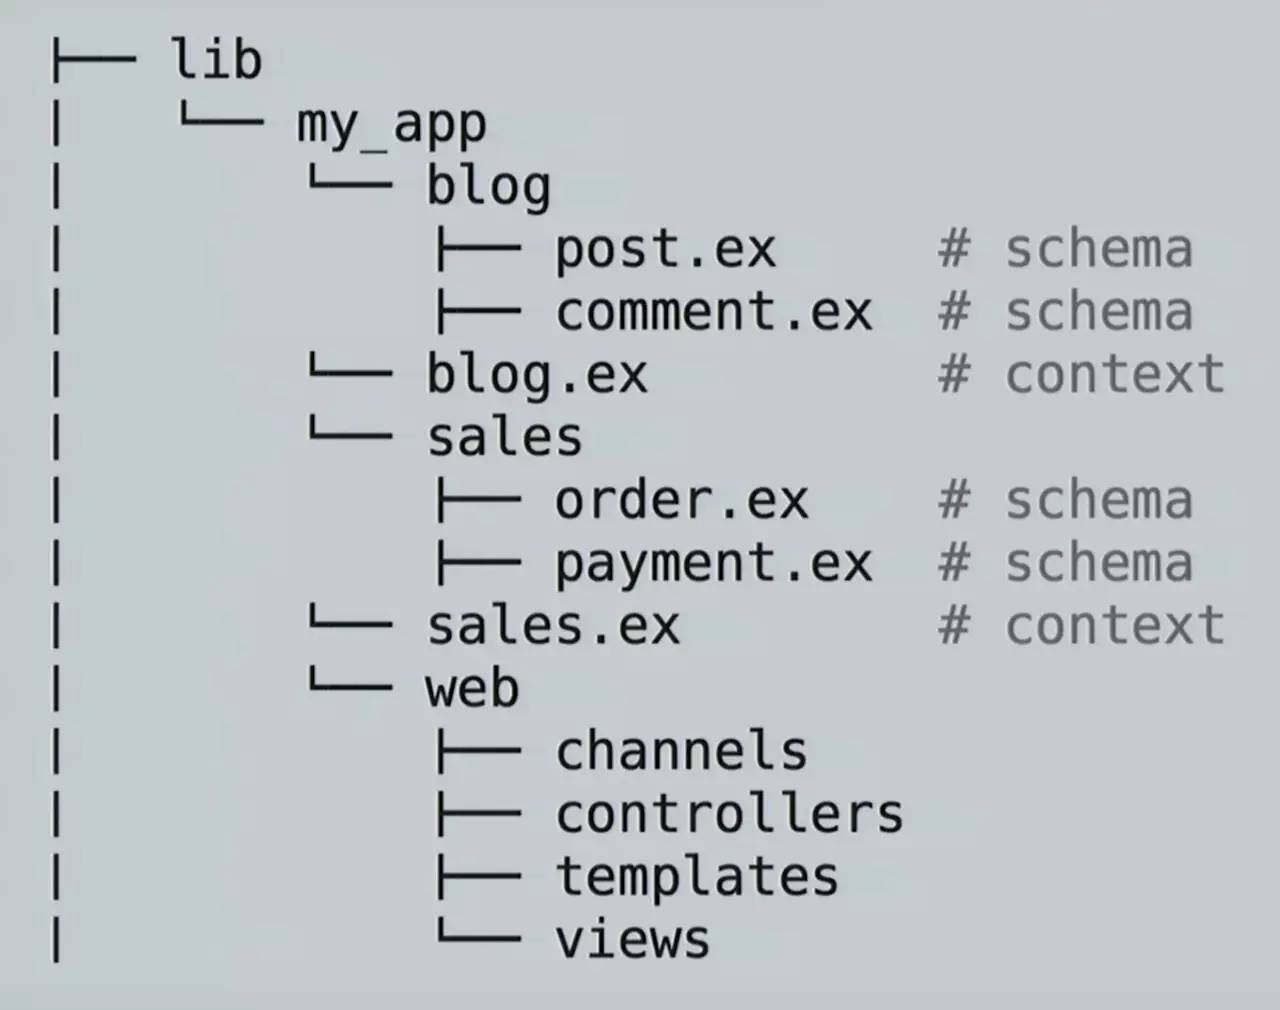 ├── lib
│   └── my_app
│       └── blog
│           ├── post.ex     # schema
│           ├── comment.ex  # schema
│       └── blog.ex         # context
│       └── sales
│           ├── order.ex    # schema
│           ├── payment.ex  # schema
│       └── sales.ex        # context
│       └── web
│           ├── channels
│           ├── controllers
│           ├── templates
│           └── views